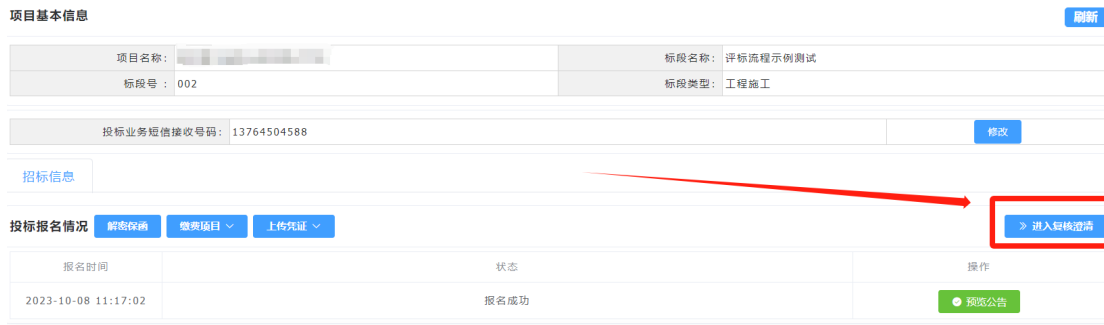 项目基本信息 刷新
项目名称： 标段名称： 评标流程示例测试
标段号 ： 002 标段类型： 工程施工
投标业务短信接收号码： 13764504588 修改
招标信息
投标报名情况 解密保函 缴费项目 上传凭证 进入复核澄清
报名时间 状态 操作
2023-10-08 11:17:02 报名成功 预览公告